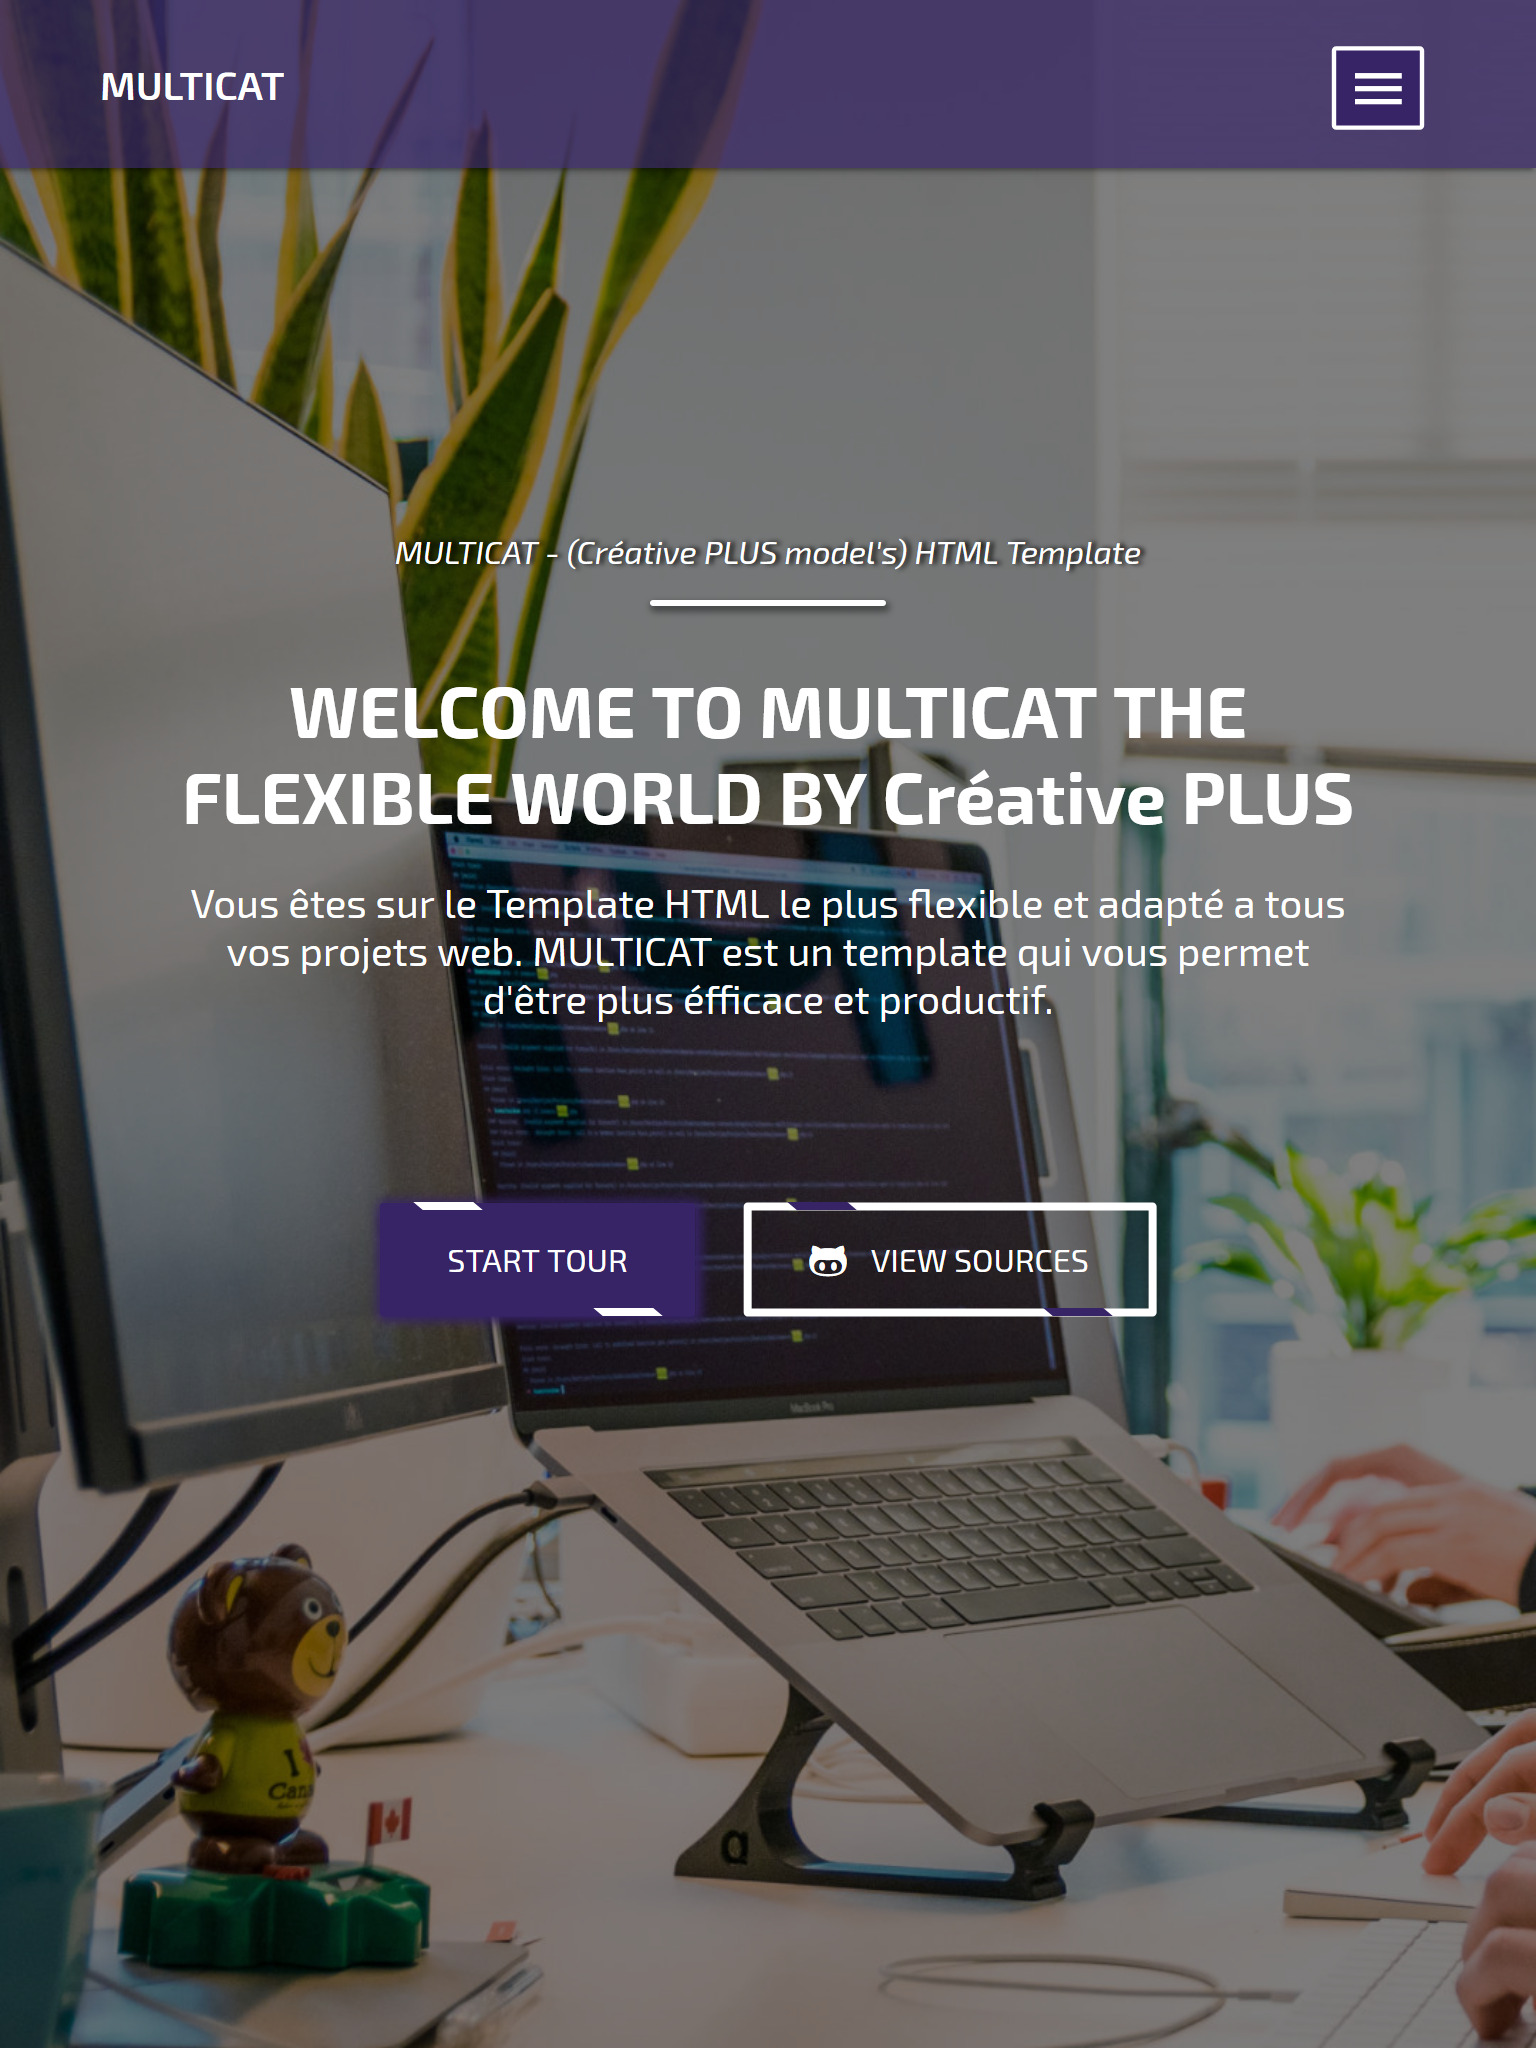 MULTICAT
MULTICAT - (Créative PLUS model's) HTML Template
WELCOME TO MULTICAT THE
FLEXIBLE WORLD BY Créative PLUS
Vous êtes sur le Template HTML le plus flexible et adapté a tous
vos projets web. MULTICAT est un template qui vous permet
d'être plus éfficace et productif.
START TOUR
VIEW SOURCES
MacBook Pro
I